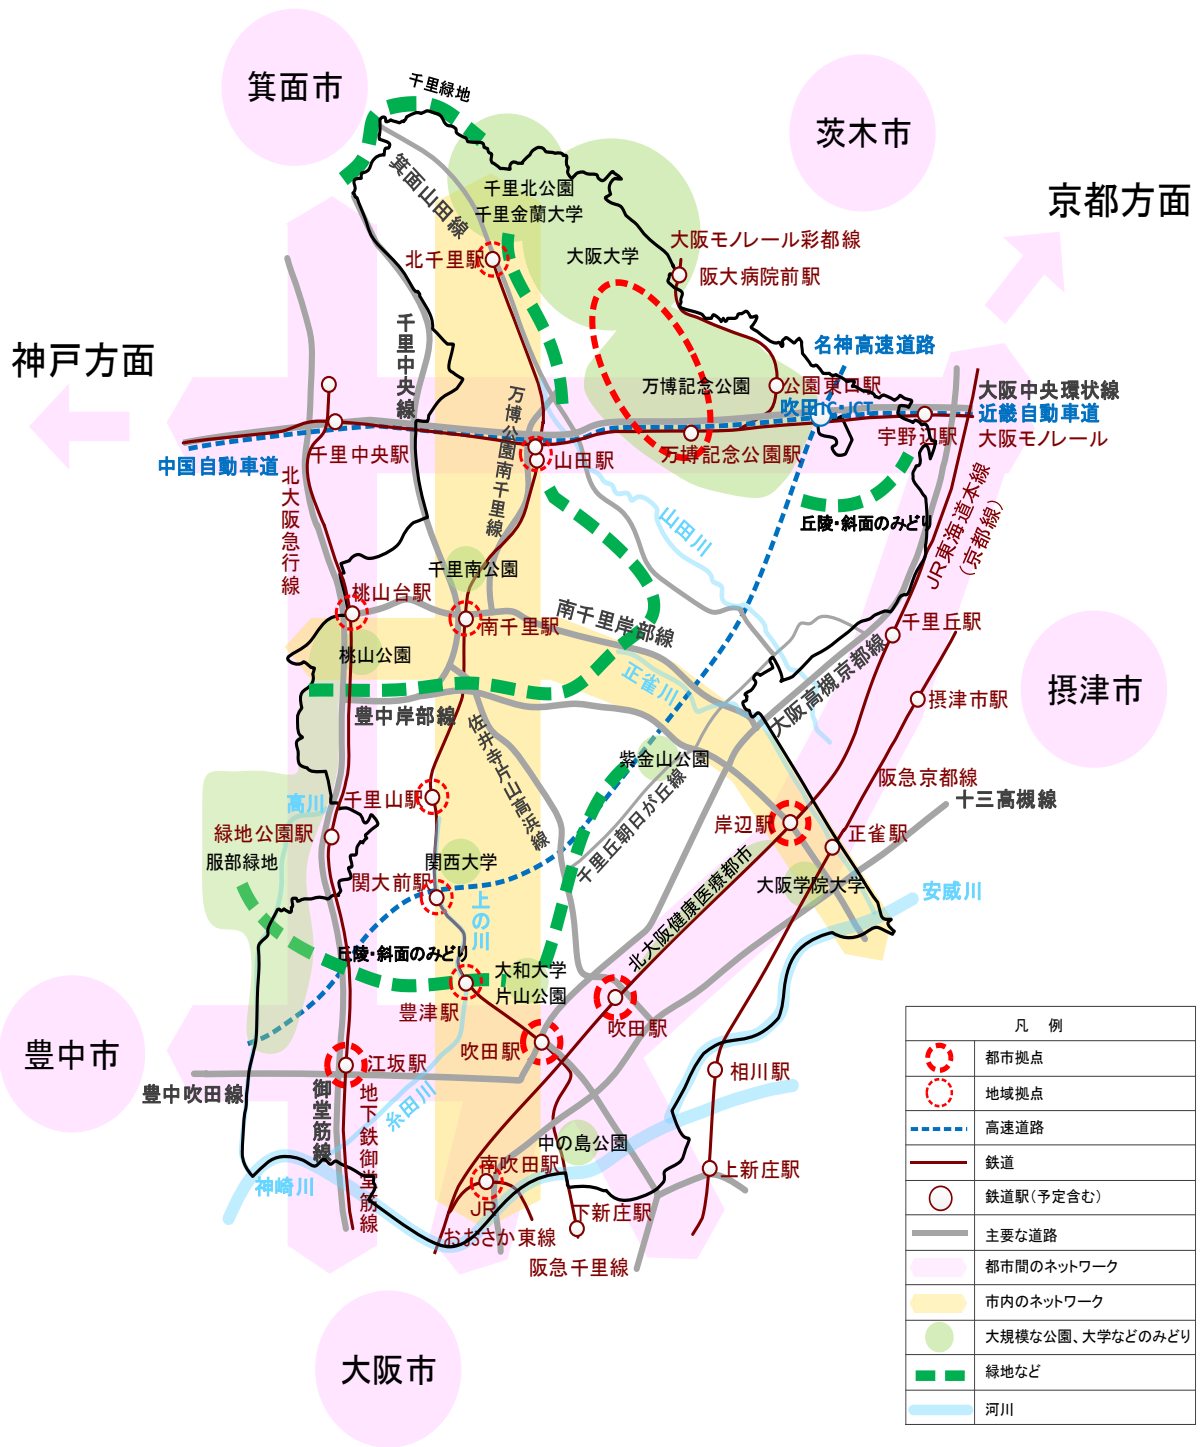 箕面市
千里緑地
茨木市
京都方面
箕面山田線
千里北公園
千里金蘭大学
大阪大学
大阪モノレール彩都線
北千里駅
阪大病院前駅
神戸方面
千里中央線
名神高速道路
万博記念公園
公園東口駅
大阪中央環状線
吹田IC・JCT
近畿自動車道
宇野辺駅
大阪モノレール
万博公園南千里線
中国自動車道
千里中央駅
山田駅
万博記念公園駅
北大阪急行線
山田川
丘陵・斜面のみどり
JR東海道本線
(京都線)
千里南公園
桃山台駅
南千里駅
南千里岸部線
千里丘駅
桃山公園
正雀川
大阪高槻京都線
摂津市
摂津市駅
豊中岸部線
佐井寺片山高浜線
紫金山公園
阪急京都線
高川
千里山駅
千里丘朝日が丘線
十三高槻線
緑地公園駅
岸辺駅
正雀駅
服部緑地
関西大学
北大阪健康医療都市
関大前駅
大阪学院大学
安威川
上の川
丘陵・斜面のみどり
大和大学
片山公園
豊津駅
吹田駅
吹田駅
豊中市
江坂駅
相川駅
豊中吹田線
御堂筋線
地下鉄御堂筋線
糸田川
中の島公園
南吹田駅
上新庄駅
神崎川
JR
おおさか東線
下新庄駅
阪急千里線
大阪市
凡 例
都市拠点
地域拠点
高速道路
鉄道
鉄道駅(予定含む)
主要な道路
都市間のネットワーク
市内のネットワーク
大規模な公園、大学などのみどり
緑地など
河川